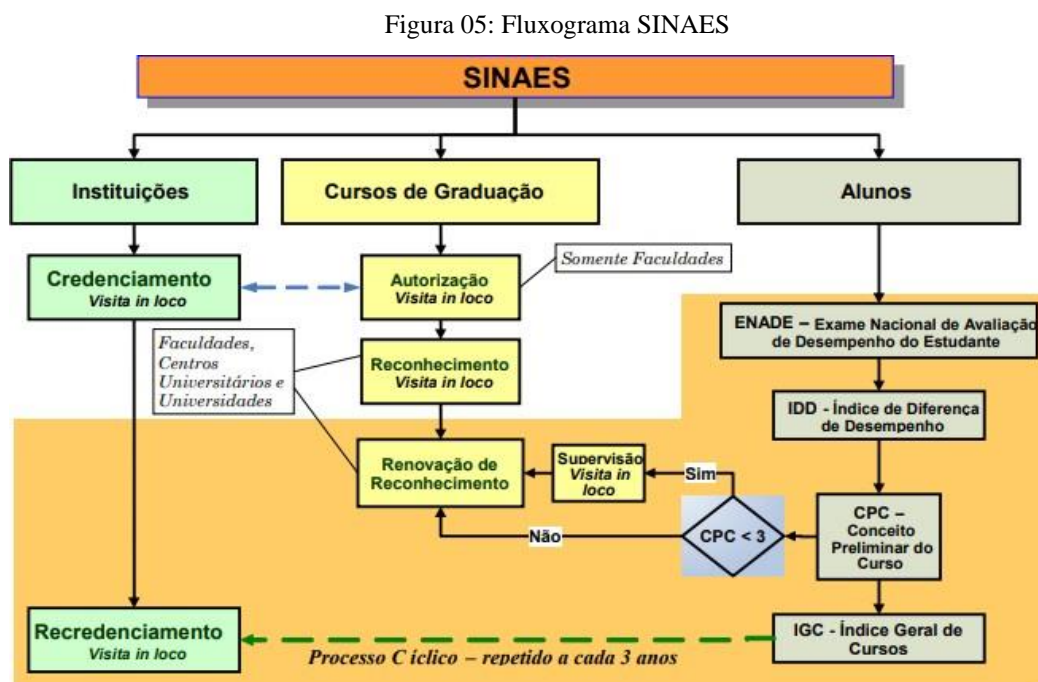 Figura 05: Fluxograma SINAES
SINAES
Instituições
Cursos de Graduação
Alunos
Credenciamento
Visita in loco
Autorização
Visita in loco
Somente Faculdades
ENADE – Exame Nacional de Avaliação
de Desempenho do Estudante
Faculdades,
Centros
Universitários e
Universidades
Reconhecimento
Visita in loco
IDD - Índice de Diferença
de Desempenho
Renovação de
Reconhecimento
Supervisão
Visita in
loco
Sim
Não
CPC < 3
CPC –
Conceito
Preliminar do
Curso
Recredenciamento
Visita in loco
IGC - Índice Geral de
Cursos
Processo C íclico – repetido a cada 3 anos